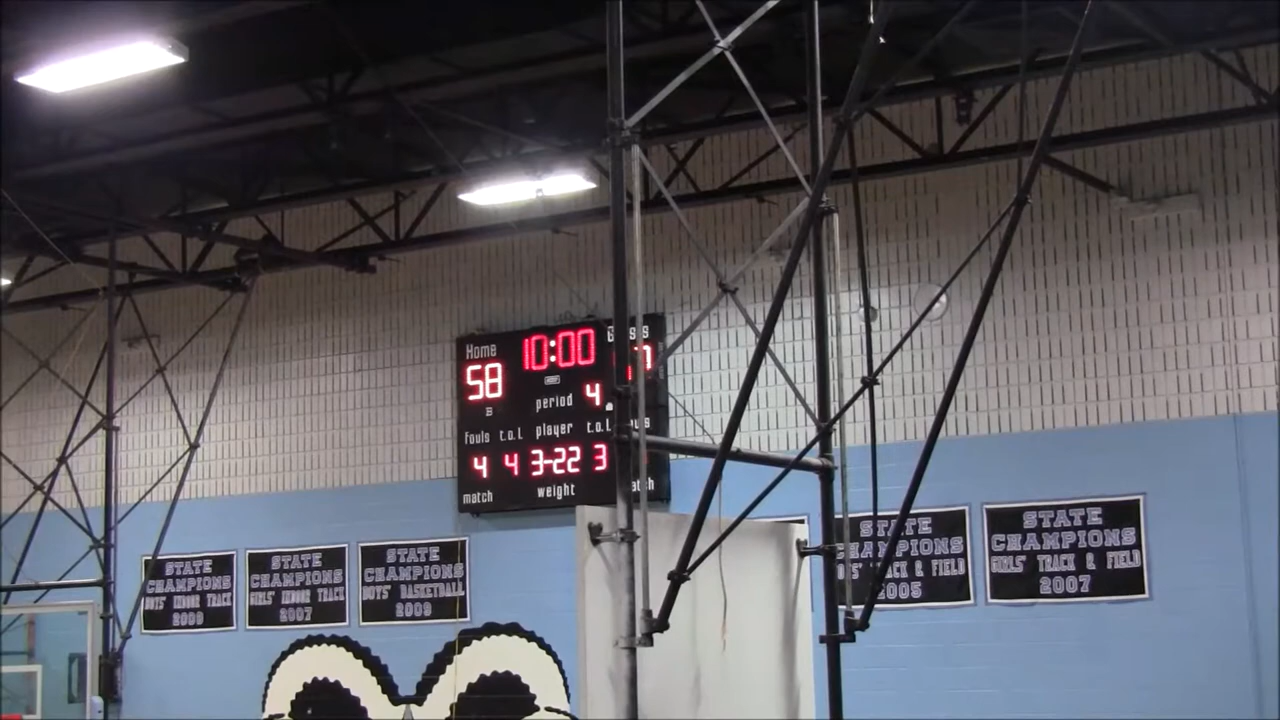 Home
10:00
58
period 4
B
Fouls t.o.l player t.o.l
4 4 3-22 3
match weight
STATE
CHAMPIONS
BOYS' INDOOR TRACK
2009
STATE
CHAMPIONS
GIRLS' INDOOR TRACK
2007
STATE
CHAMPIONS
BOYS' BASKETBALL
2009
STATE
CHAMPIONS
TRACK & FIELD
2005
STATE
CHAMPIONS
GIRLS' TRACK & FIELD
2007